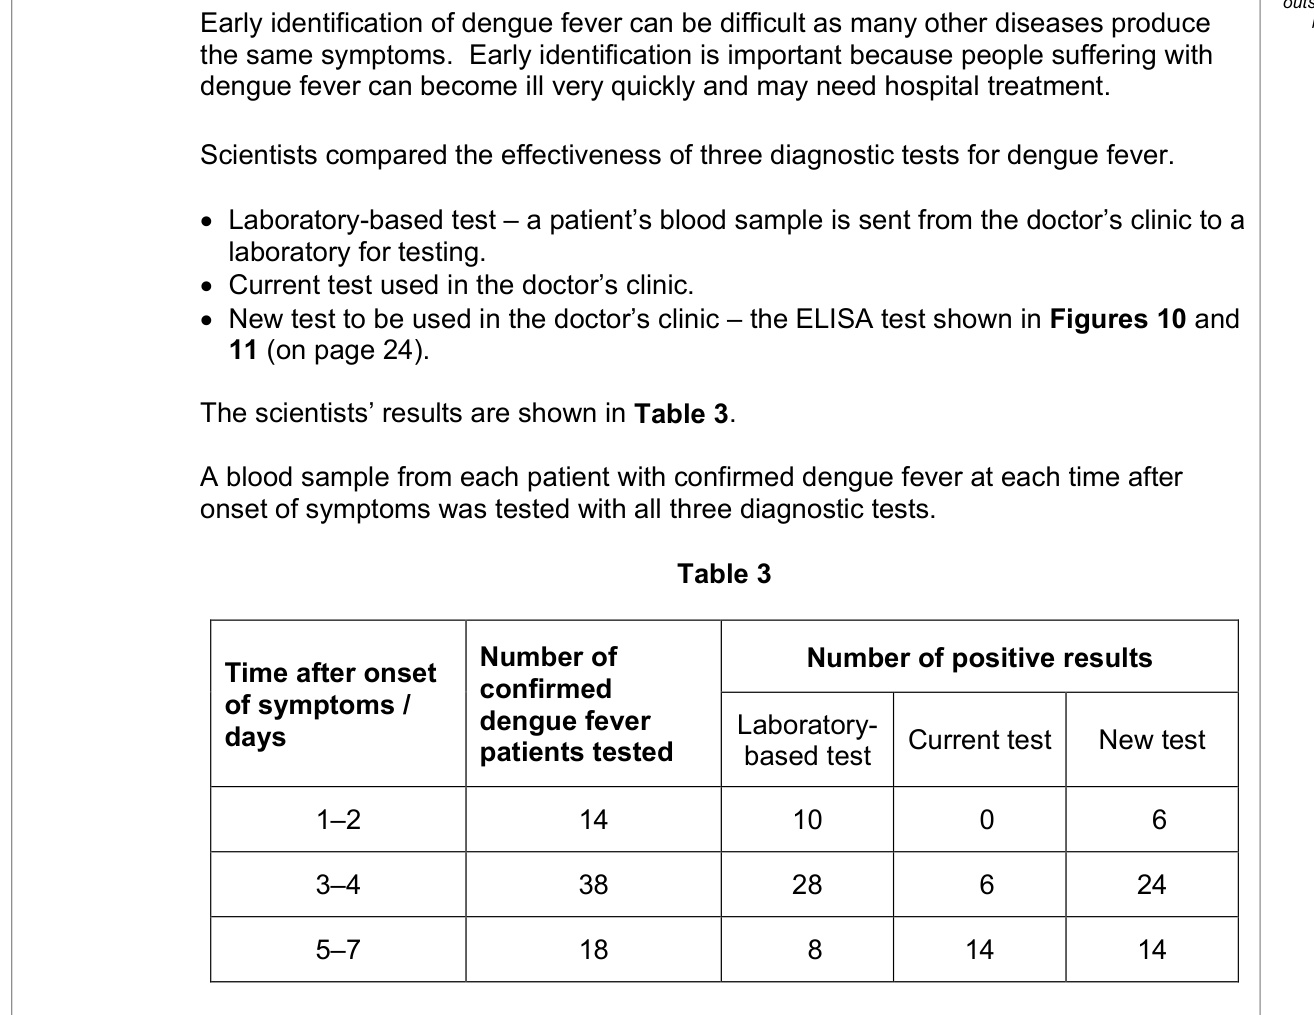 Early identification of dengue fever can be difficult as many other diseases produce
the same symptoms.  Early identification is important because people suffering with
dengue fever can become ill very quickly and may need hospital treatment.
Scientists compared the effectiveness of three diagnostic tests for dengue fever.
• Laboratory-based test – a patient’s blood sample is sent from the doctor’s clinic to a
laboratory for testing.
• Current test used in the doctor’s clinic.
• New test to be used in the doctor’s clinic – the ELISA test shown in Figures 10 and
11 (on page 24).
The scientists’ results are shown in Table 3.
A blood sample from each patient with confirmed dengue fever at each time after
onset of symptoms was tested with all three diagnostic tests.
Table 3
Time after onset
of symptoms /
days
Number of
confirmed
dengue fever
patients tested
Number of positive results
Laboratory-
based test
Current test
New test
1–2 14 10 0 6
3–4 38 28 6 24
5–7 18 8 14 14